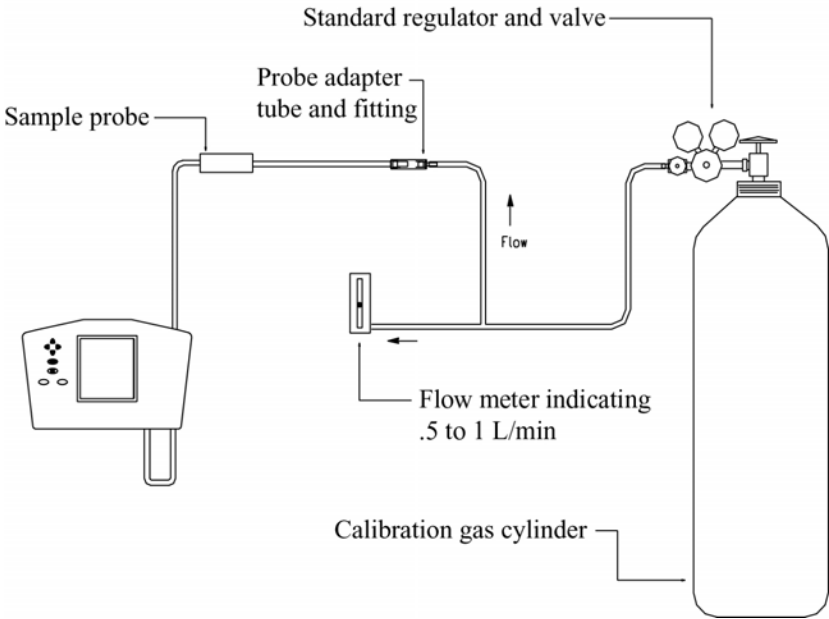 Standard regulator and valve
Probe adapter
tube and fitting
Sample probe
Flow
Flow meter indicating
.5 to 1 L/min
Calibration gas cylinder